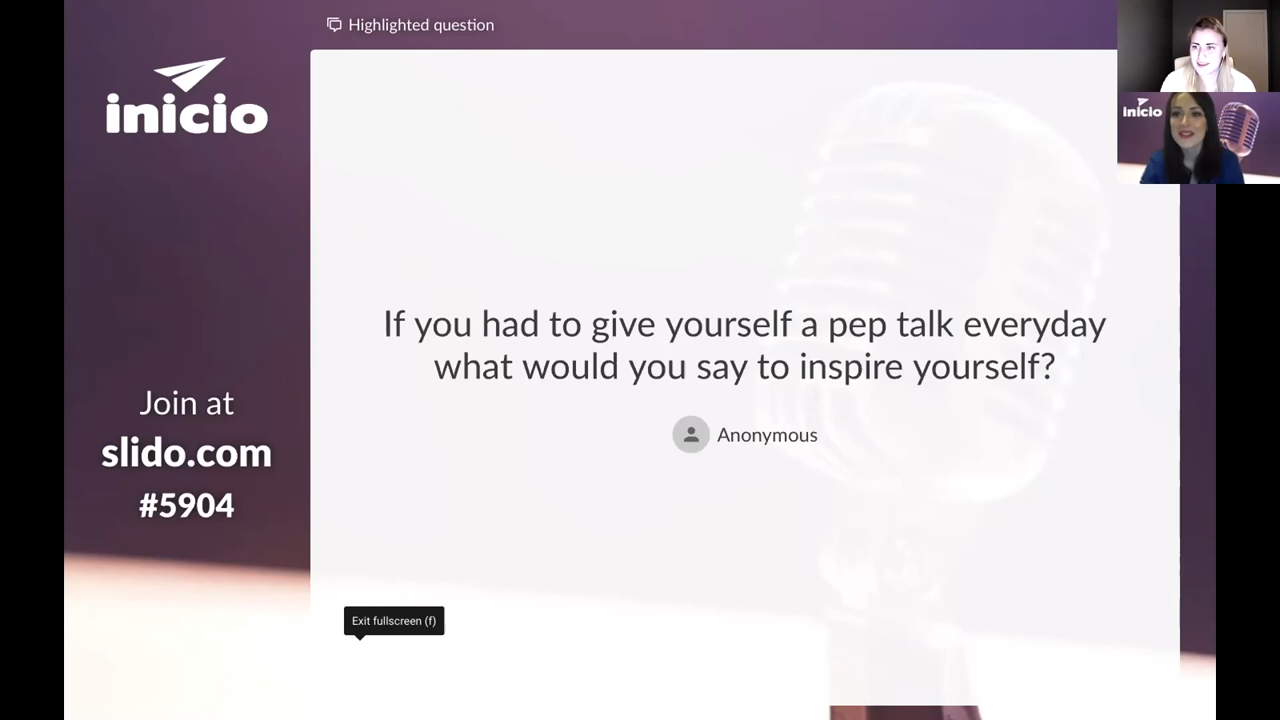 Highlighted question
inicio
inicio
If you had to give yourself a pep talk everyday
what would you say to inspire yourself?
Anonymous
Join at
slido.com
#5904
Exit fullscreen (f)